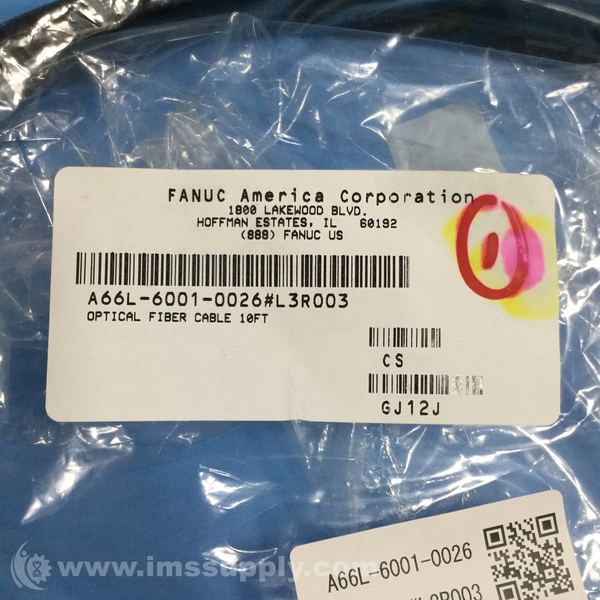 FANUC America Corporation
1800 LAKEWOOD BLVD.
HOFFMAN ESTATES, IL 60192
(888) FANUC US
A66L-6001-0026#L3R003
OPTICAL FIBER CABLE 10FT
CS
GJ12J
A66L-6001-0026
#L3R003
www.imssupply.com